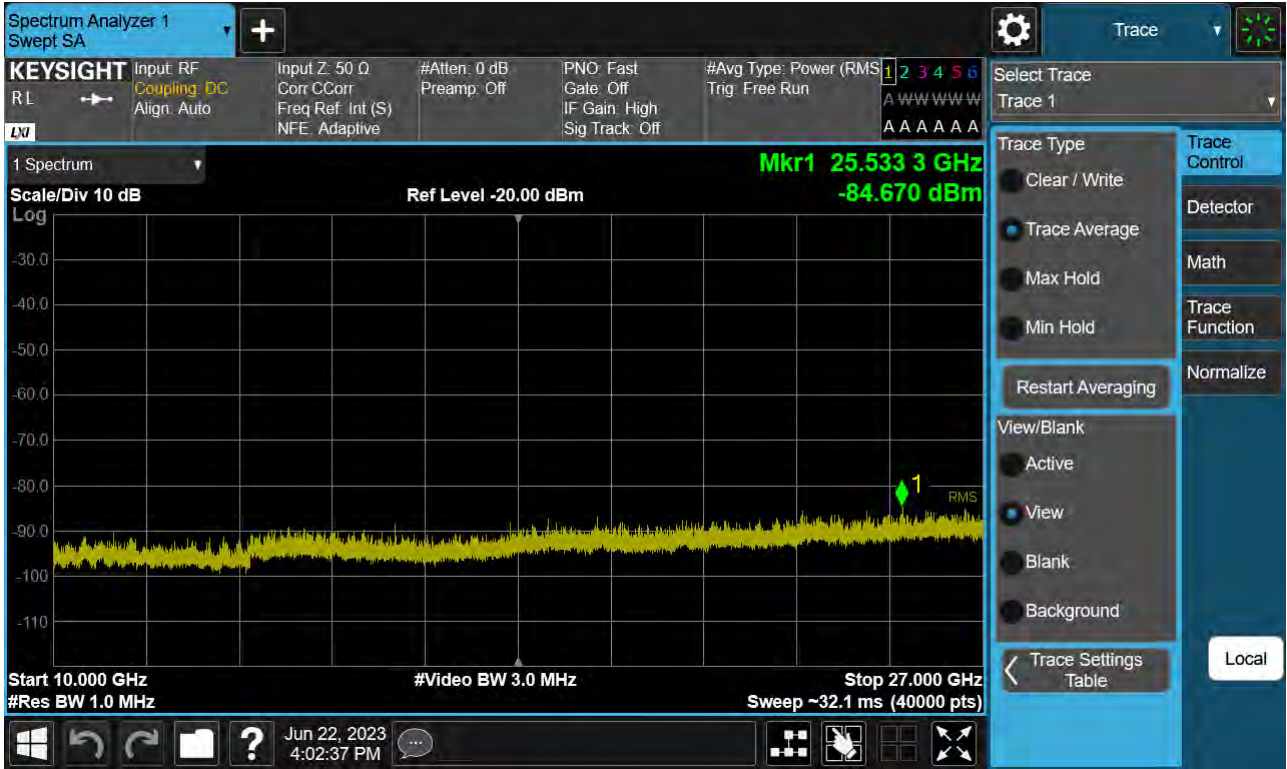 Spectrum Analyzer 1
Swept SA
Trace
KEYSIGHT
R L
LXI
Input: RF
Coupling: DC
Align: Auto
Input Z: 50 Ω
Corr CCorr
Freq Ref: Int (S)
NFE: Adaptive
#Atten: 0 dB
Preamp: Off
PNO: Fast
Gate: Off
IF Gain: High
Sig Track: Off
#Avg Type: Power (RMS
Trig: Free Run
1 2 3 4 5 6
A W W W W W
A A A A A A
Select Trace
Trace 1
1 Spectrum
Scale/Div 10 dB
Ref Level -20.00 dBm
Mkr1 25.533 3 GHz
-84.670 dBm
Log
-30.0
-40.0
-50.0
-60.0
-70.0
-80.0
-90.0
-100
-110
1
RMS
Start 10.000 GHz
#Video BW 3.0 MHz
Stop 27.000 GHz
#Res BW 1.0 MHz
Sweep ~32.1 ms (40000 pts)
Trace Type
Clear / Write
Trace Average
Max Hold
Min Hold
Restart Averaging
View/Blank
Active
View
Blank
Background
Trace Settings
Table
Trace
Control
Detector
Math
Trace
Function
Normalize
Local
?
Jun 22, 2023
4:02:37 PM